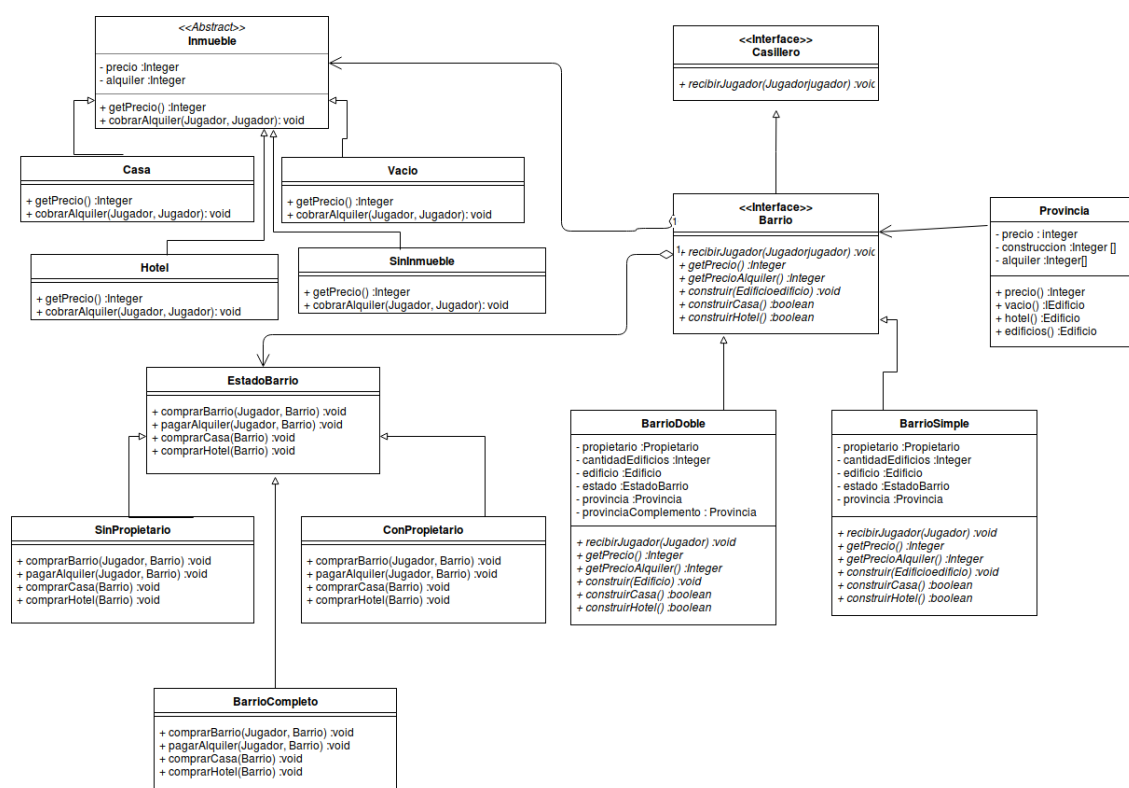 <<Abstract>>
Inmueble
- precio :Integer
- alquiler :Integer
+ getPrecio() :Integer
+ cobrarAlquiler(Jugador, Jugador): void
<<Interface>>
Casillero
+ recibirJugador(Jugadorjugador) :void
Casa
+ getPrecio() :Integer
+ cobrarAlquiler(Jugador, Jugador): void
Vacio
+ getPrecio() :Integer
+ cobrarAlquiler(Jugador, Jugador): void
Hotel
+ getPrecio() :Integer
+ cobrarAlquiler(Jugador, Jugador): void
SinInmueble
+ getPrecio() :Integer
+ cobrarAlquiler(Jugador, Jugador): void
1
<<Interface>>
Barrio
1
+ recibirJugador(Jugadorjugador) :void
+ getPrecio() :Integer
+ getPrecioAlquiler() :Integer
+ construir(Edificioedificio) :void
+ construirCasa() :boolean
+ construirHotel() :boolean
Provincia
- precio : integer
- construccion :Integer []
- alquiler :Integer[]
+ precio() :Integer
+ vacio() :IEdificio
+ hotel() :Edificio
+ edificios() :Edificio
EstadoBarrio
+ comprarBarrio(Jugador, Barrio) :void
+ pagarAlquiler(Jugador, Barrio) :void
+ comprarCasa(Barrio) :void
+ comprarHotel(Barrio) :void
SinPropietario
+ comprarBarrio(Jugador, Barrio) :void
+ pagarAlquiler(Jugador, Barrio) :void
+ comprarCasa(Barrio) :void
+ comprarHotel(Barrio) :void
ConPropietario
+ comprarBarrio(Jugador, Barrio) :void
+ pagarAlquiler(Jugador, Barrio) :void
+ comprarCasa(Barrio) :void
+ comprarHotel(Barrio) :void
BarrioDoble
- propietario :Propietario
- cantidadEdificios :Integer
- edificio :Edificio
- estado :EstadoBarrio
- provincia :Provincia
- provinciaComplemento : Provincia
+ recibirJugador(Jugador) :void
+ getPrecio() :Integer
+ getPrecioAlquiler() :Integer
+ construir(Edificio) :void
+ construirCasa() :boolean
+ construirHotel() :boolean
BarrioSimple
- propietario :Propietario
- cantidadEdificios :Integer
- edificio :Edificio
- estado :EstadoBarrio
- provincia :Provincia
+ recibirJugador(Jugador) :void
+ getPrecio() :Integer
+ getPrecioAlquiler() :Integer
+ construir(Edificioedificio) :void
+ construirCasa() :boolean
+ construirHotel() :boolean
BarrioCompleto
+ comprarBarrio(Jugador, Barrio) :void
+ pagarAlquiler(Jugador, Barrio) :void
+ comprarCasa(Barrio) :void
+ comprarHotel(Barrio) :void